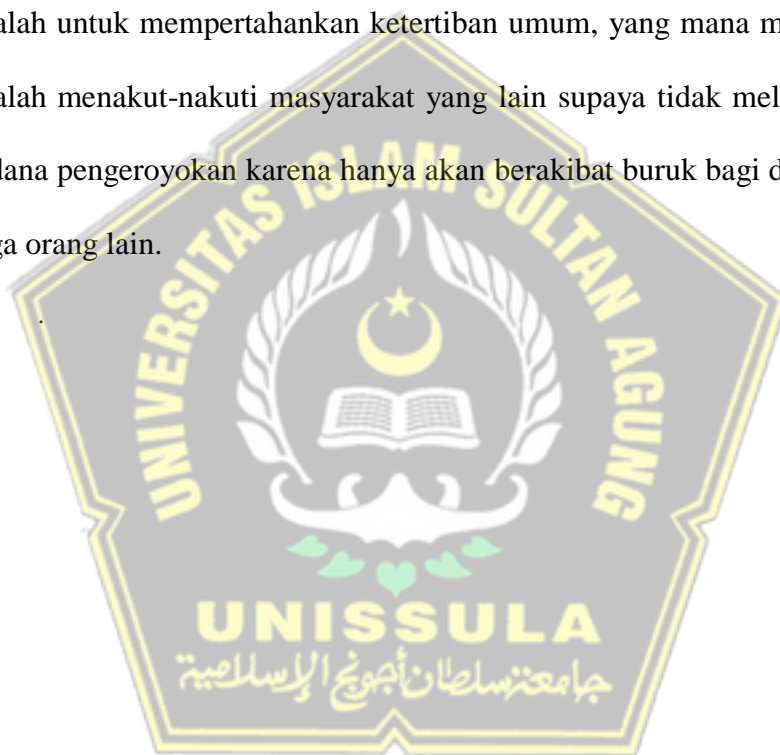 alah untuk mempertahankan ketertiban umum, yang mana m
alah menakut-nakuti masyarakat yang lain supaya tidak mel
dana pengeroyokan karena hanya akan berakibat buruk bagi d
ga orang lain.
.
UNIVERSITAS ISLAM SULTAN AGUNG
UNISSULA
جامعة سلطان أجونج الإسلامية